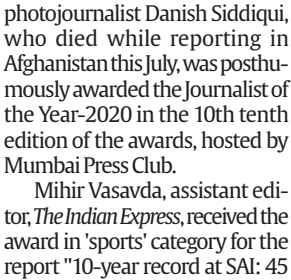 photojournalist Danish Siddiqui,
who died while reporting in
Afghanistan this July, was posthu-
mously awarded the Journalist of
the Year-2020 in the 10th tenth
edition of the awards, hosted by
Mumbai Press Club.
Mihir Vasavda, assistant edi-
tor, The Indian Express, received the
award in 'sports' category for the
report "10-year record at SAI: 45